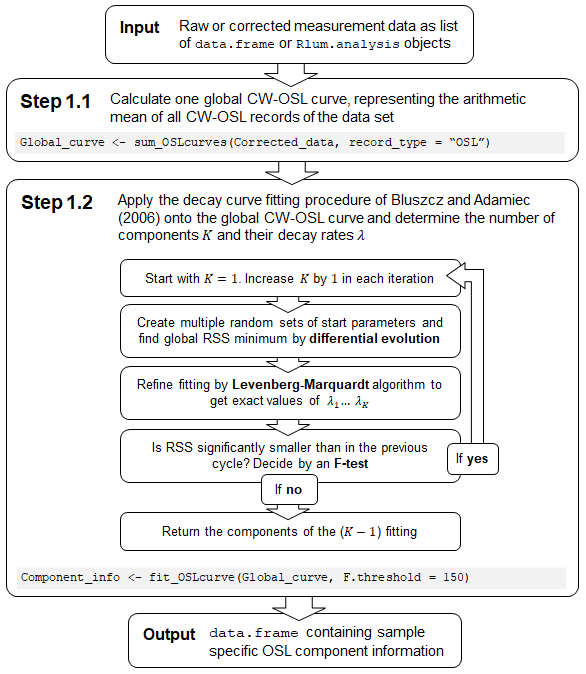 Input Raw or corrected measurement data as list
of data.frame or Rlum.analysis objects
Step 1.1 Calculate one global CW-OSL curve, representing the arithmetic
mean of all CW-OSL records of the data set
Global_curve <- sum_OSLcurves(Corrected_data, record_type = “OSL”)
Step 1.2 Apply the decay curve fitting procedure of Bluszcz and Adamiec
(2006) onto the global CW-OSL curve and determine the number of
components K and their decay rates λ
Start with K = 1. Increase K by 1 in each iteration
Create multiple random sets of start parameters and
find global RSS minimum by differential evolution
Refine fitting by Levenberg-Marquardt algorithm to
get exact values of λ₁... λ_K
Is RSS significantly smaller than in the previous
cycle? Decide by an F-test
If yes
If no
Return the components of the (K − 1) fitting
Component_info <- fit_OSLcurve(Global_curve, F.threshold = 150)
Output data.frame containing sample
specific OSL component information